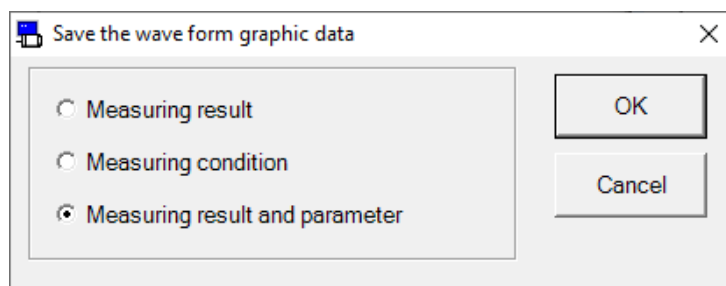 Save the wave form graphic data
Measuring result
OK
Measuring condition
Cancel
Measuring result and parameter